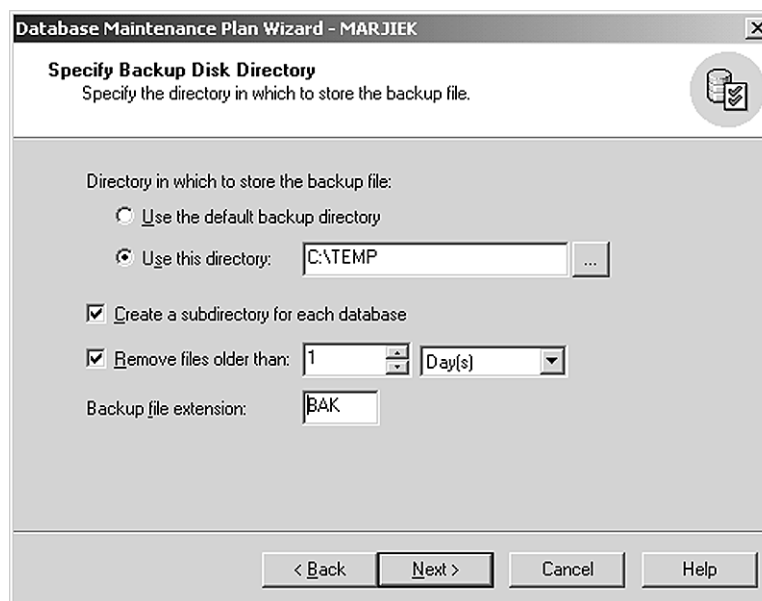 Database Maintenance Plan Wizard - MARJIEK
Specify Backup Disk Directory
Specify the directory in which to store the backup file.
Directory in which to store the backup file:
Use the default backup directory
Use this directory: C:\TEMP ...
Create a subdirectory for each database
Remove files older than: 1 Day(s)
Backup file extension: BAK
< Back Next > Cancel Help